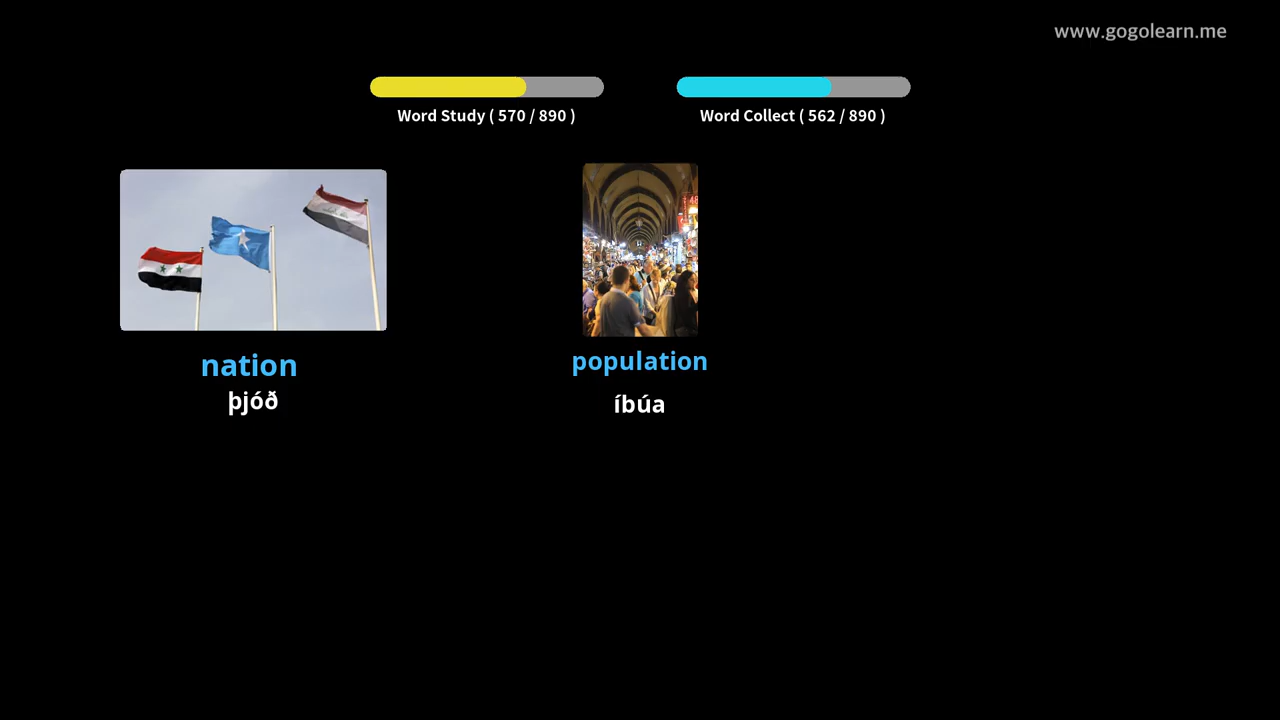 www.gogolearn.me
Word Study ( 570 / 890 )
Word Collect ( 562 / 890 )
nation
þjóð
population
íbúa